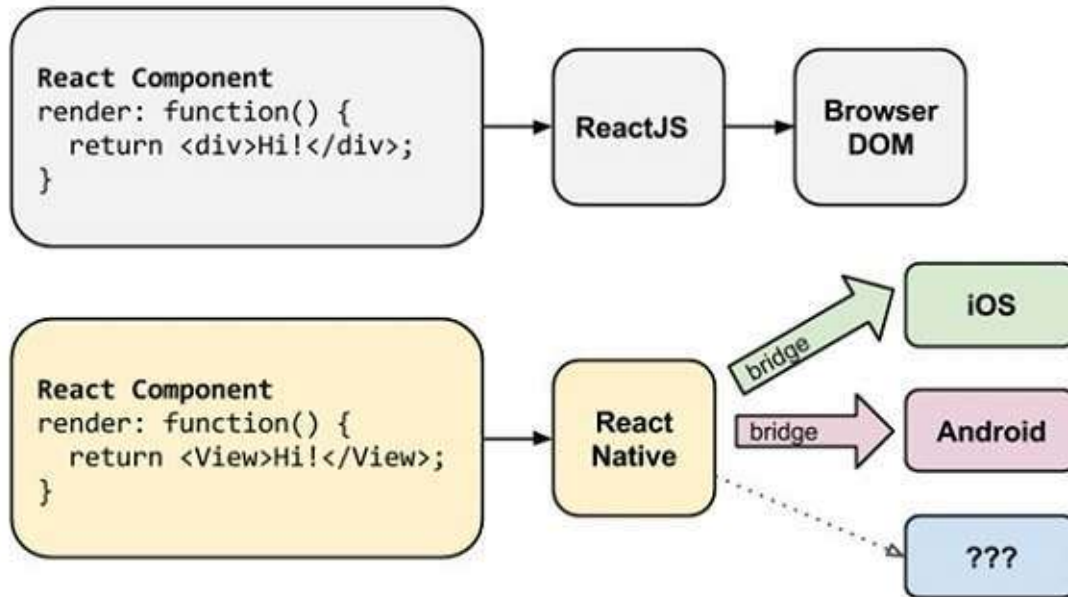 React Component
render: function() {
  return <div>Hi!</div>;
}
ReactJS
Browser
DOM
React Component
render: function() {
  return <View>Hi!</View>;
}
React
Native
bridge
iOS
bridge
Android
???